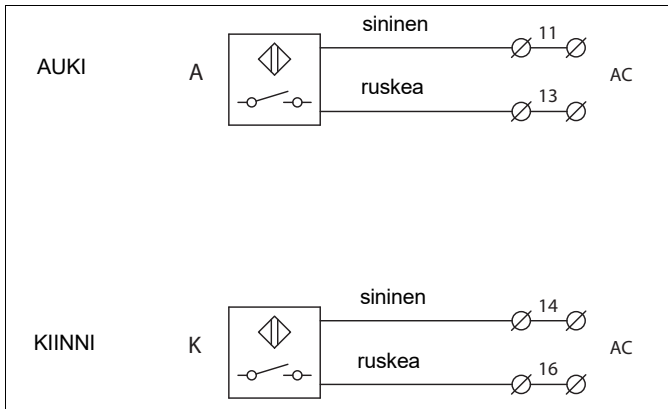 sininen
11
AUKI
A
AC
ruskea
13
sininen
14
KIINNI
K
AC
ruskea
16